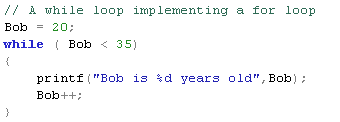 // A while loop implementing a for loop
Bob = 20;
while ( Bob < 35)
{
    printf("Bob is %d years old",Bob);
    Bob++;
}